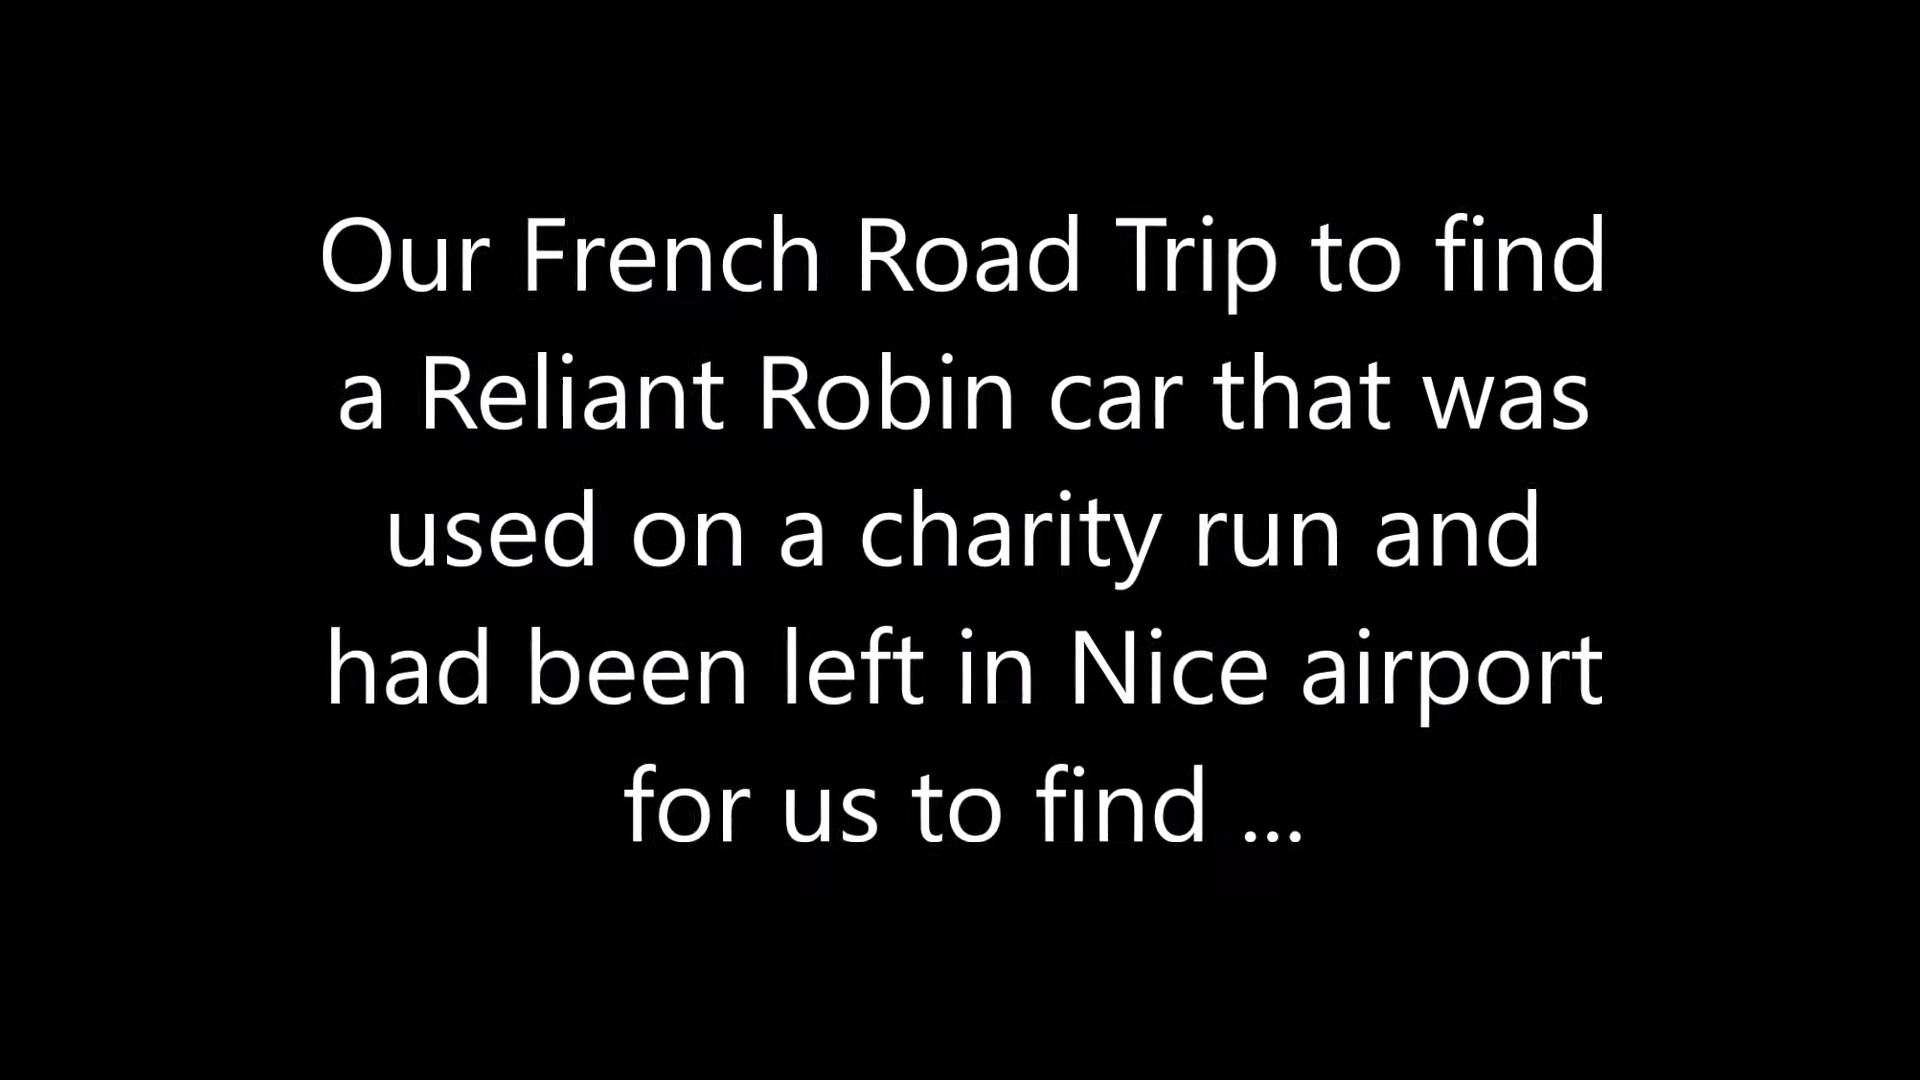 Our French Road Trip to find
a Reliant Robin car that was
used on a charity run and
had been left in Nice airport
for us to find ...